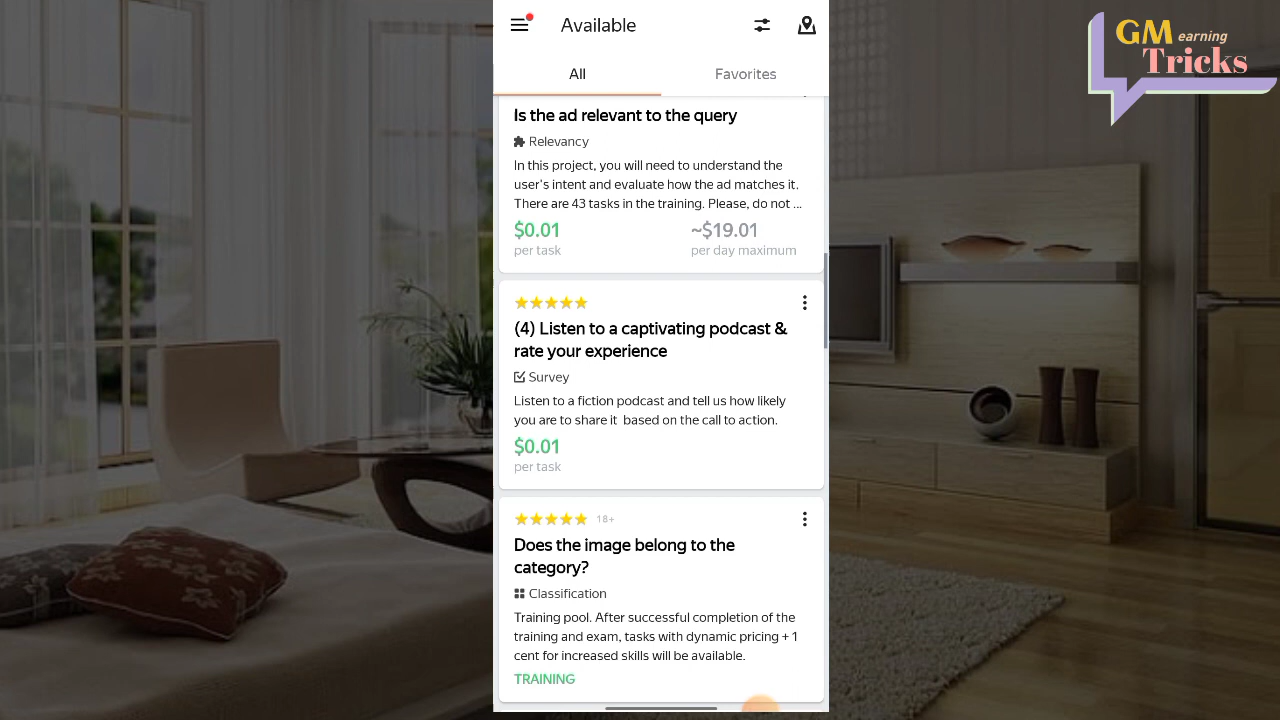 Available
All
Favorites
Is the ad relevant to the query
Relevancy
In this project, you will need to understand the
user's intent and evaluate how the ad matches it.
There are 43 tasks in the training. Please, do not ...
$0.01
~$19.01
per task
per day maximum
(4) Listen to a captivating podcast &
rate your experience
Survey
Listen to a fiction podcast and tell us how likely
you are to share it based on the call to action.
$0.01
per task
18+
Does the image belong to the
category?
Classification
Training pool. After successful completion of the
training and exam, tasks with dynamic pricing + 1
cent for increased skills will be available.
TRAINING
GM earning
Tricks